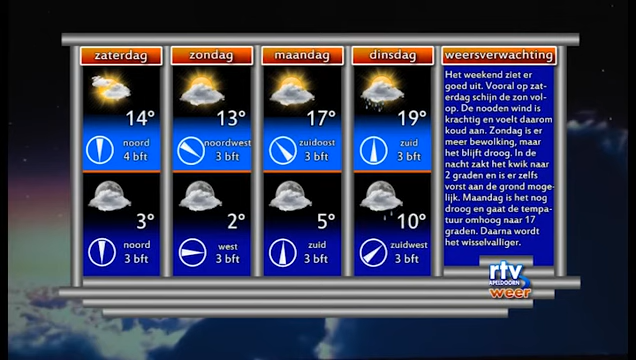 zaterdag
zondag
maandag
dinsdag
weersverwachting
14°
noord
4 bft
13°
noordwest
3 bft
17°
zuidoost
3 bft
19°
zuid
3 bft
3°
noord
3 bft
2°
west
3 bft
5°
zuid
3 bft
10°
zuidwest
3 bft
Het weekend ziet er
goed uit. Vooral op zat-
erdag schijn de zon vol-
op. De nooden wind is
krachtig en voelt daarom
koud aan. Zondag is er
meer bewolking, maar
het blijft droog. In de
nacht zakt het kwik naar
2 graden en is er zelfs
vorst aan de grond moge-
lijk. Maandag is het nog
droog en gaat de tempa-
tuur omhoog naar 17
graden. Daarna wordt
het wisselvalliger.
rtv
APELDOORN
weer